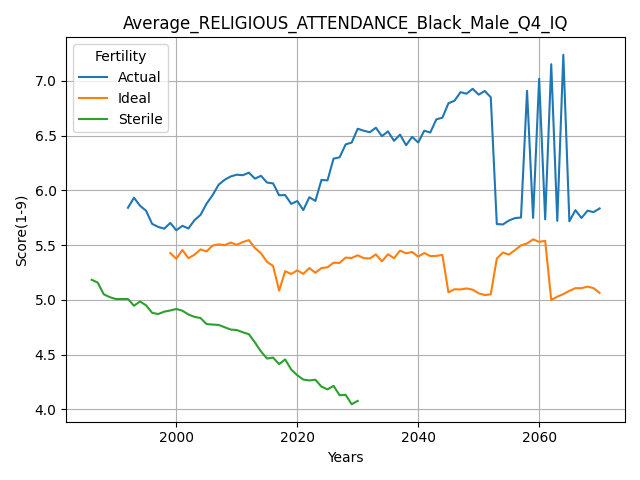 Average_RELIGIOUS_ATTENDANCE_Black_Male_Q4_IQ
Fertility
Actual
Ideal
Sterile
Score(1-9)
7.0
6.5
6.0
5.5
5.0
4.5
4.0
2000 2020 2040 2060
Years